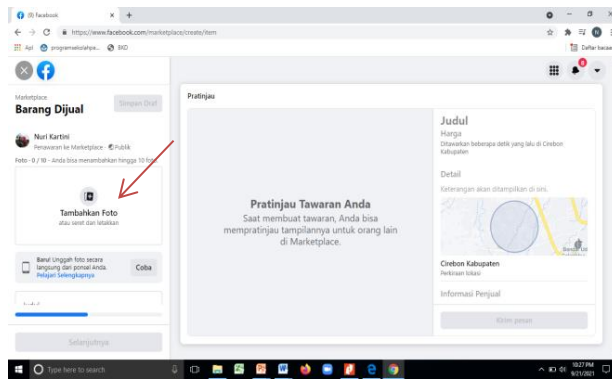 (9) Facebook
https://www.facebook.com/marketplace/create/item
Apl
EKD
Daftar bacaan
8
Marketplace
Barang Dijual
Simpan Draf
Nuri Kartini
Penawaran ke Marketplace · Publik
Foto · 0 / 10 - Anda bisa menambahkan hingga 10 foto
Tambahkan Foto
atau seret dan letakkan
Baru! Unggah foto secara
langsung dari ponsel Anda.
Pelajari Selengkapnya
Coba
Judul
Selanjutnya
Pratinjau
Pratinjau Tawaran Anda
Saat membuat tawaran, Anda bisa
mempratinjau tampilannya untuk orang lain
di Marketplace.
Judul
Harga
Ditawarkan beberapa detik yang lalu di Cirebon
Kabupaten
Detail
Keterangan akan ditampilkan di sini.
Cirebon Kabupaten
Perkiraan lokasi
Informasi Penjual
Kirim pesan
Type here to search
10:27 PM
9/21/2021